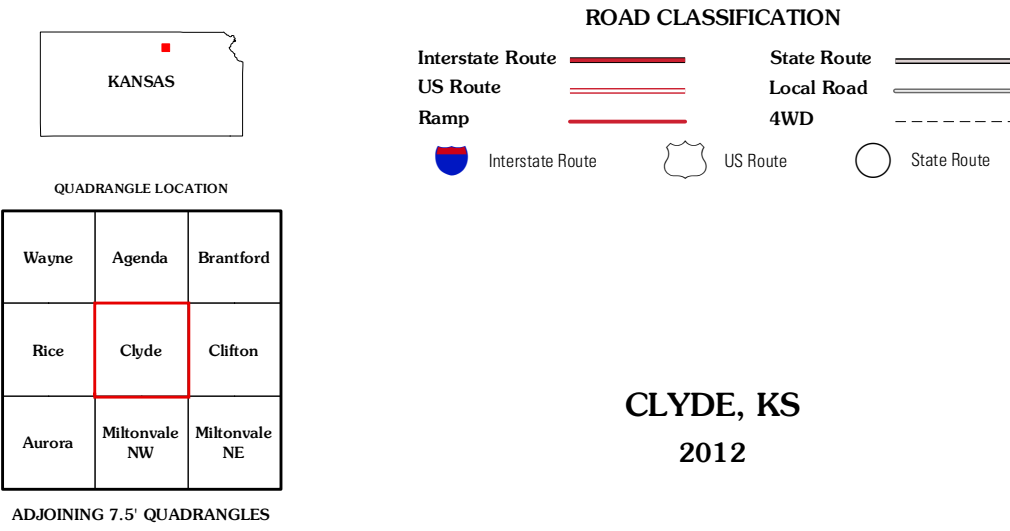 KANSAS
QUADRANGLE LOCATION
Wayne
Agenda
Brantford
Rice
Clyde
Clifton
Aurora
Miltonvale
NW
Miltonvale
NE
ADJOINING 7.5' QUADRANGLES
ROAD CLASSIFICATION
Interstate Route
State Route
US Route
Local Road
Ramp
4WD
Interstate Route
US Route
State Route
CLYDE, KS
2012